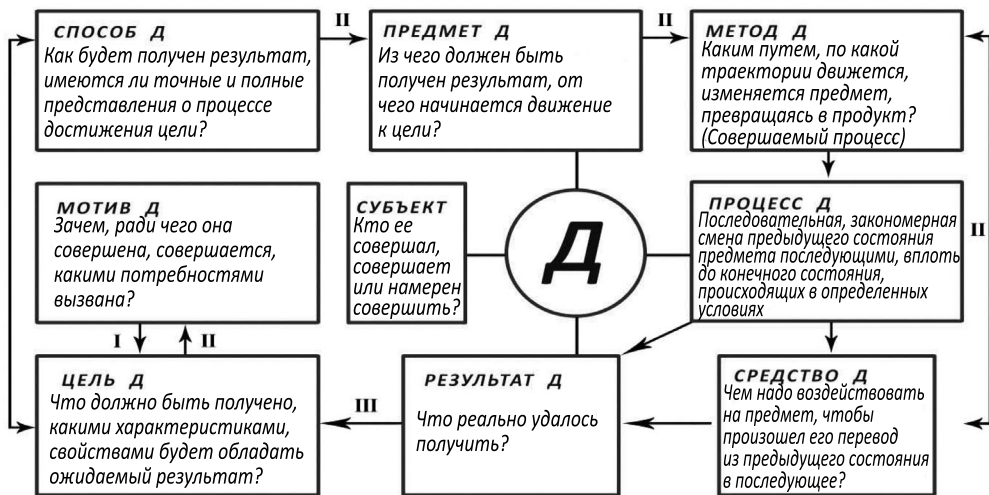 СПОСОБ Д
Как будет получен результат,
имеются ли точные и полные
представления о процессе
достижения цели?
II
ПРЕДМЕТ Д
Из чего должен быть
получен результат, от
чего начинается движение
к цели?
II
МЕТОД Д
Каким путем, по какой
траектории движется,
изменяется предмет,
превращаясь в продукт?
(Совершаемый процесс)
МОТИВ Д
Зачем, ради чего она
совершена, совершается,
какими потребностями
вызвана?
СУБЪЕКТ
Кто ее
совершал,
совершает
или намерен
совершить?
Д
ПРОЦЕСС Д
Последовательная, закономерная
смена предыдущего состояния
предмета последующими, вплоть
до конечного состояния,
происходящих в определенных
условиях
II
I
II
ЦЕЛЬ Д
Что должно быть получено,
какими характеристиками,
свойствами будет обладать
ожидаемый результат?
III
РЕЗУЛЬТАТ Д
Что реально удалось
получить?
СРЕДСТВО Д
Чем надо воздействовать
на предмет, чтобы
произошел его перевод
из предыдущего состояния
в последующее?